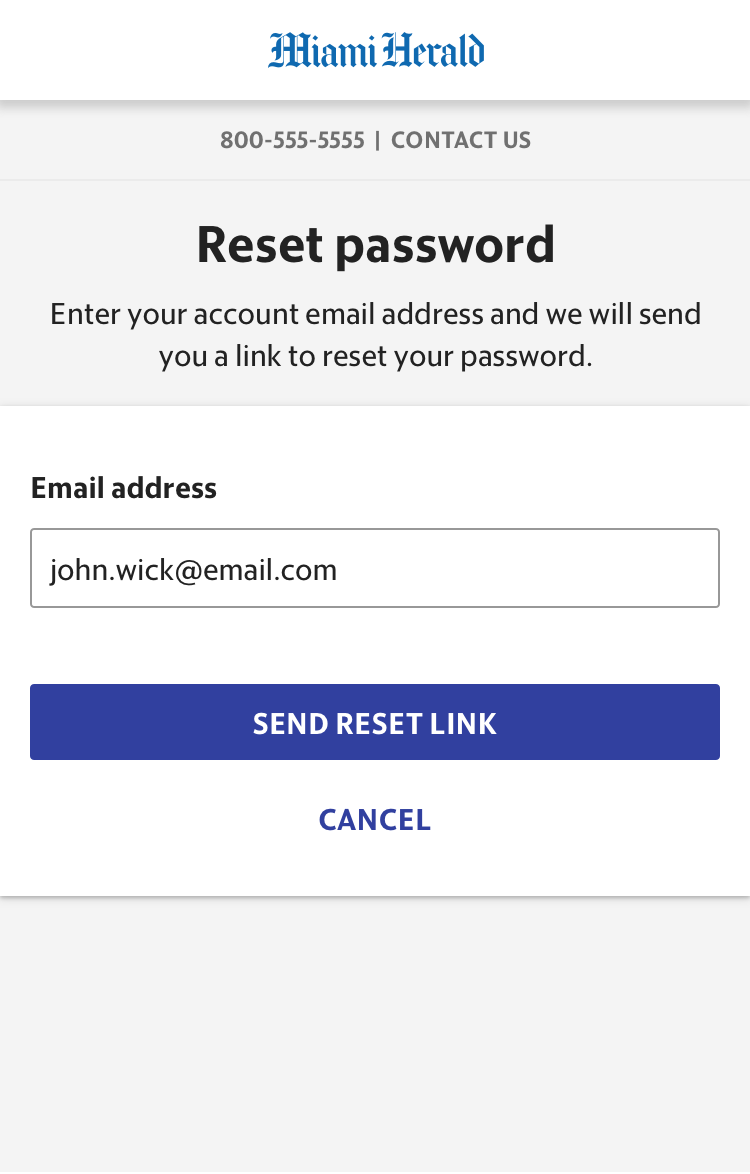 Miami Herald
800-555-5555 | CONTACT US
Reset password
Enter your account email address and we will send
you a link to reset your password.
Email address
john.wick@email.com
SEND RESET LINK
CANCEL